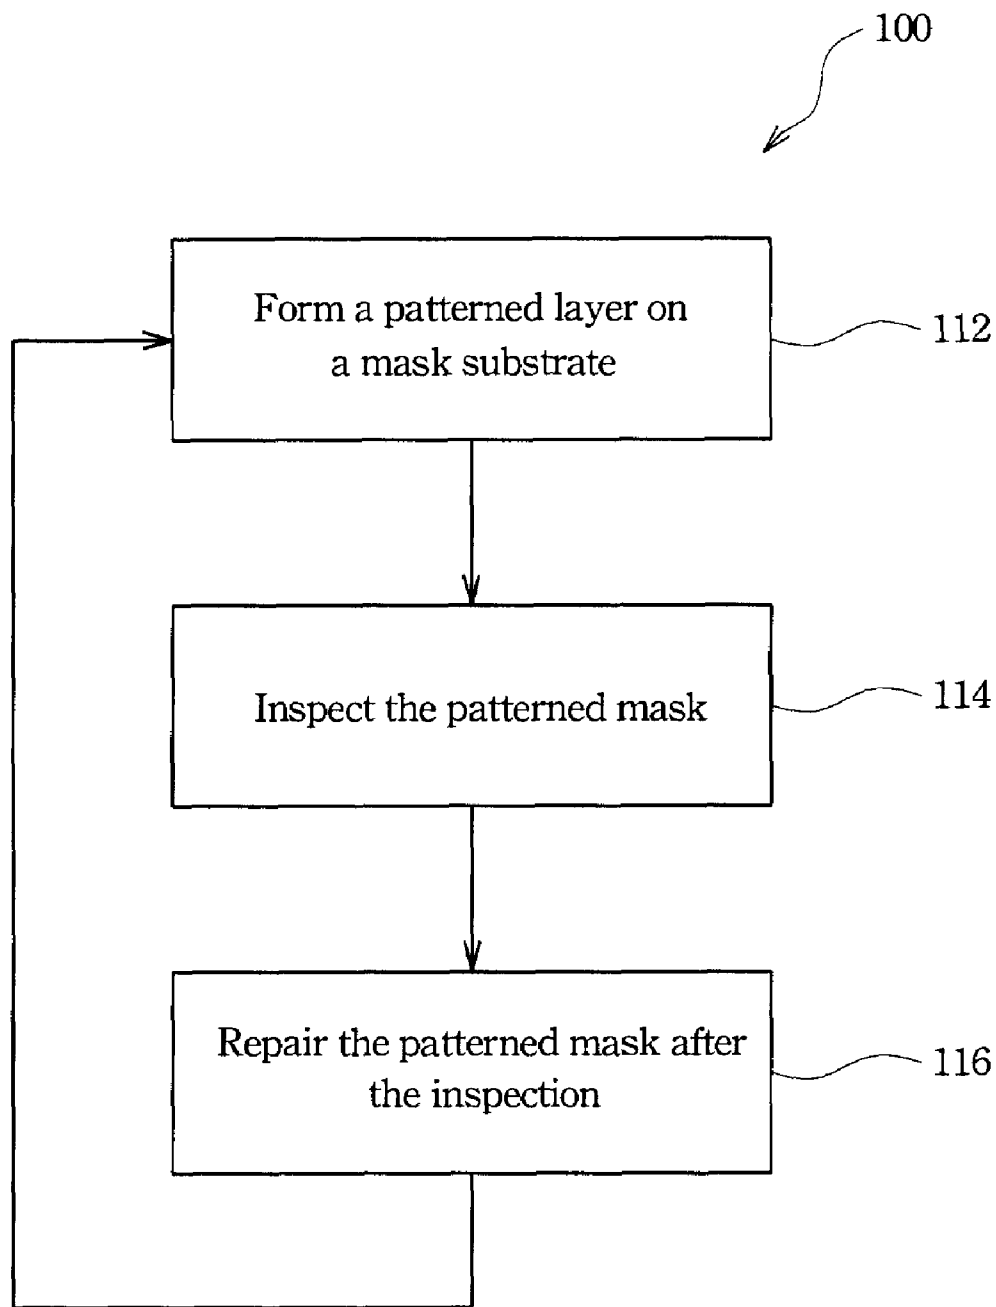 100
Form a patterned layer on
a mask substrate
112
Inspect the patterned mask
114
Repair the patterned mask after
the inspection
116